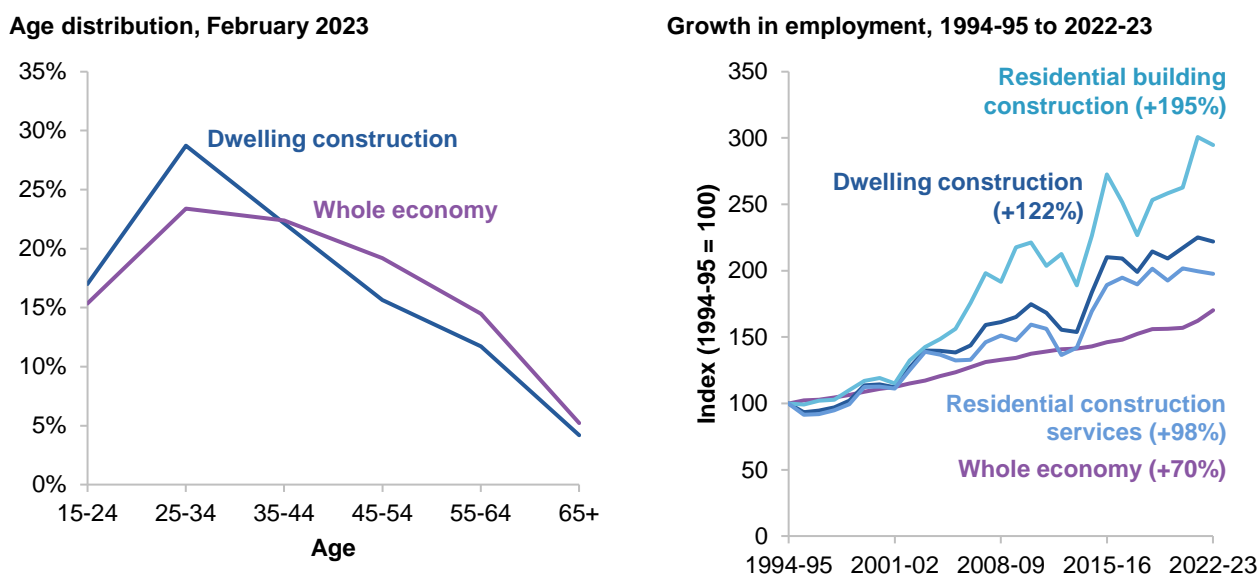 Age distribution, February 2023
35%
30%
25%
20%
15%
10%
5%
0%
Dwelling construction
Whole economy
15-24 25-34 35-44 45-54 55-64 65+
Age
Growth in employment, 1994-95 to 2022-23
Index (1994-95 = 100)
350
300
250
200
150
100
50
0
Residential building
construction (+195%)
Dwelling construction
(+122%)
Residential construction
services (+98%)
Whole economy (+70%)
1994-95 2001-02 2008-09 2015-16 2022-23